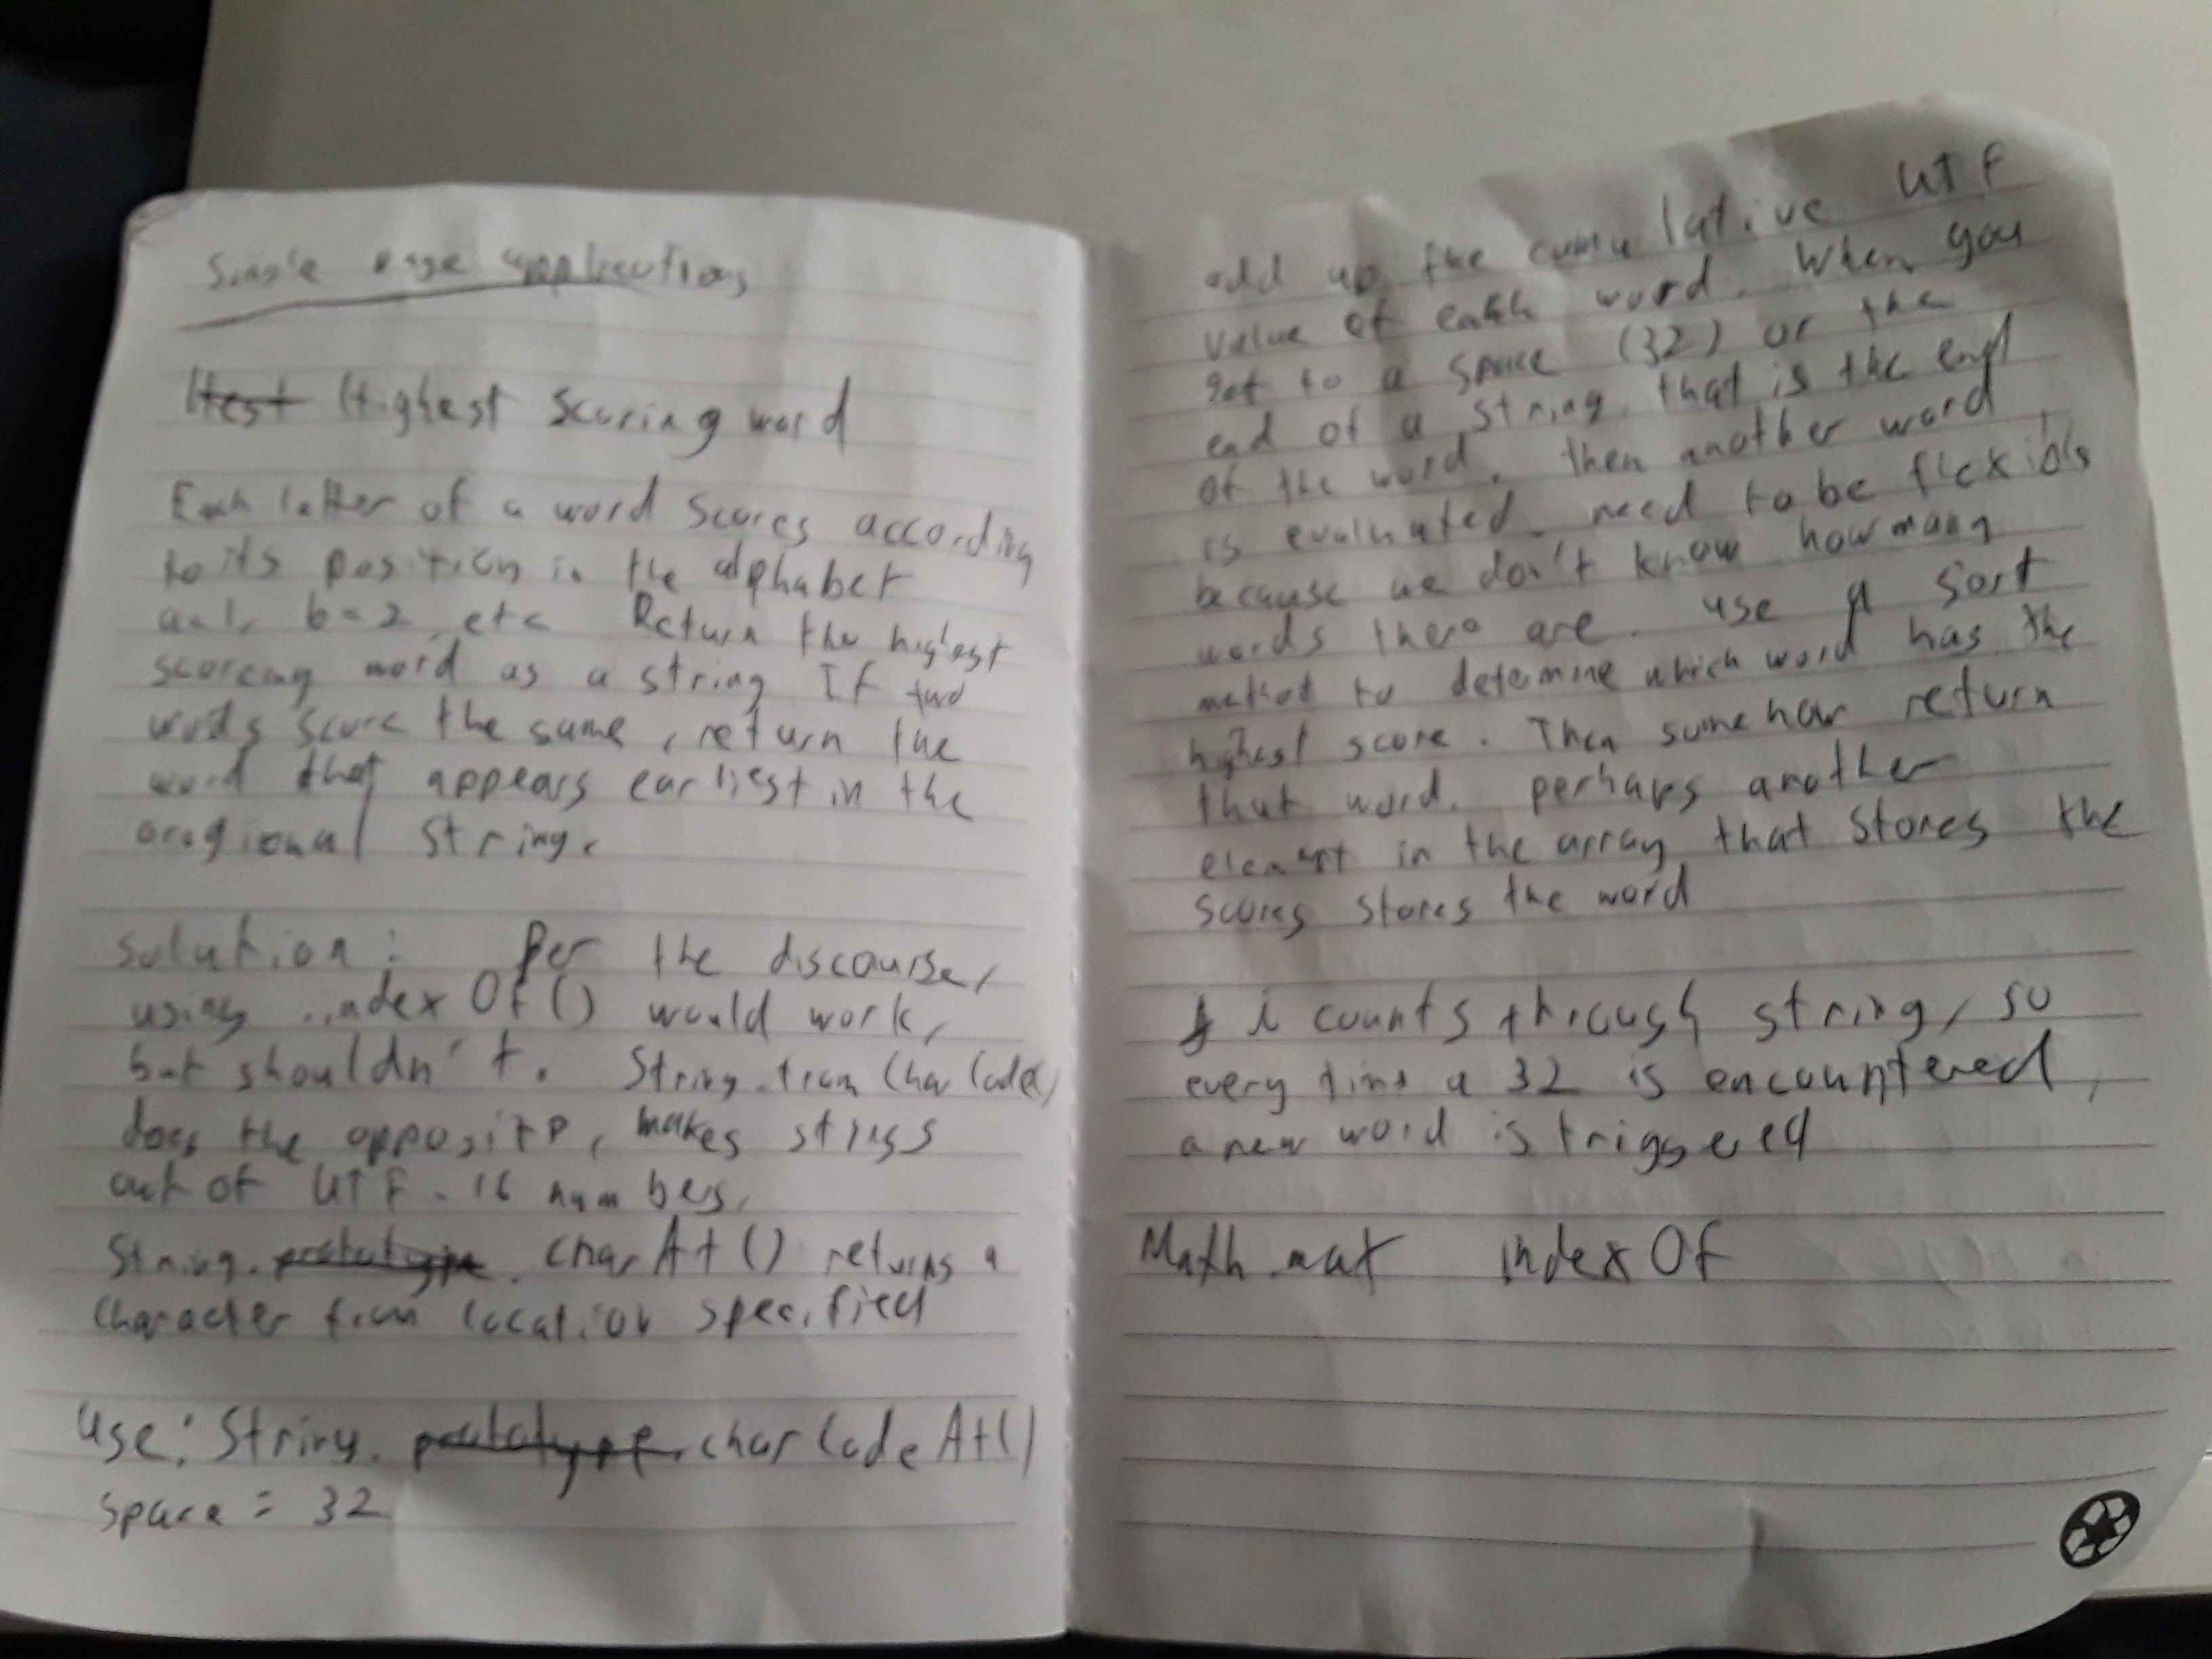 Single page applications
Htest Highest scoring word
Each letter of a word scores according
to its position in the alphabet
a=1, b=2, etc Return the highest
scoring word as a string If two
words score the same, return the
word that appears earliest in the
oragional string.
solution: Per the discourse,
using .indexOf() would work,
but shouldn't. String.fromCharCode()
does the opposite, makes strings
out of UTF-16 numbers,
String.prototype.charAt() returns a
character from location specified
Use: String.prototype.charCodeAt()
Space = 32
add up the cumulative UTF
value of each word. When you
get to a space (32) or the
end of a string, that is the end
of the word. Then another word
is evaluated. need to be flexible
because we don't know how many
words there are. use a sort
method to determine which word has the
highest score. Then somehow return
that word. perhaps another
element in the array that stores the
scores stores the word
i counts through string, so
every time a 32 is encountered,
a new word is triggered
Math.max indexOf